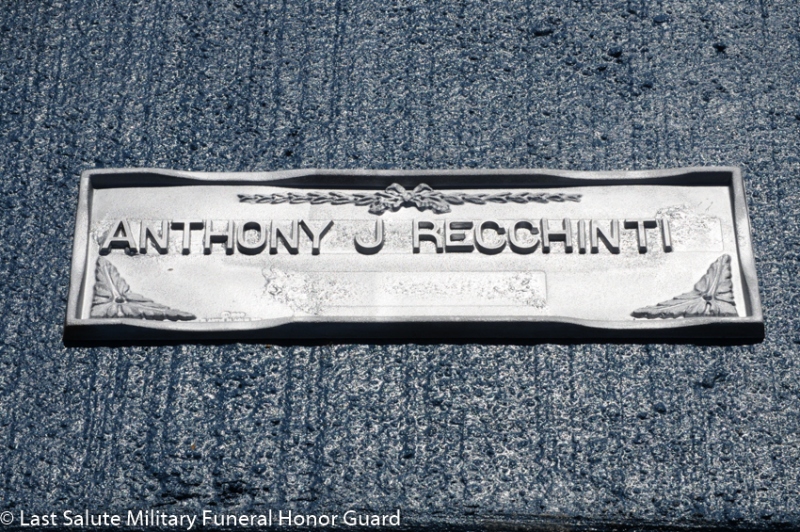 ANTHONY J RECCHINTI
© Last Salute Military Funeral Honor Guard